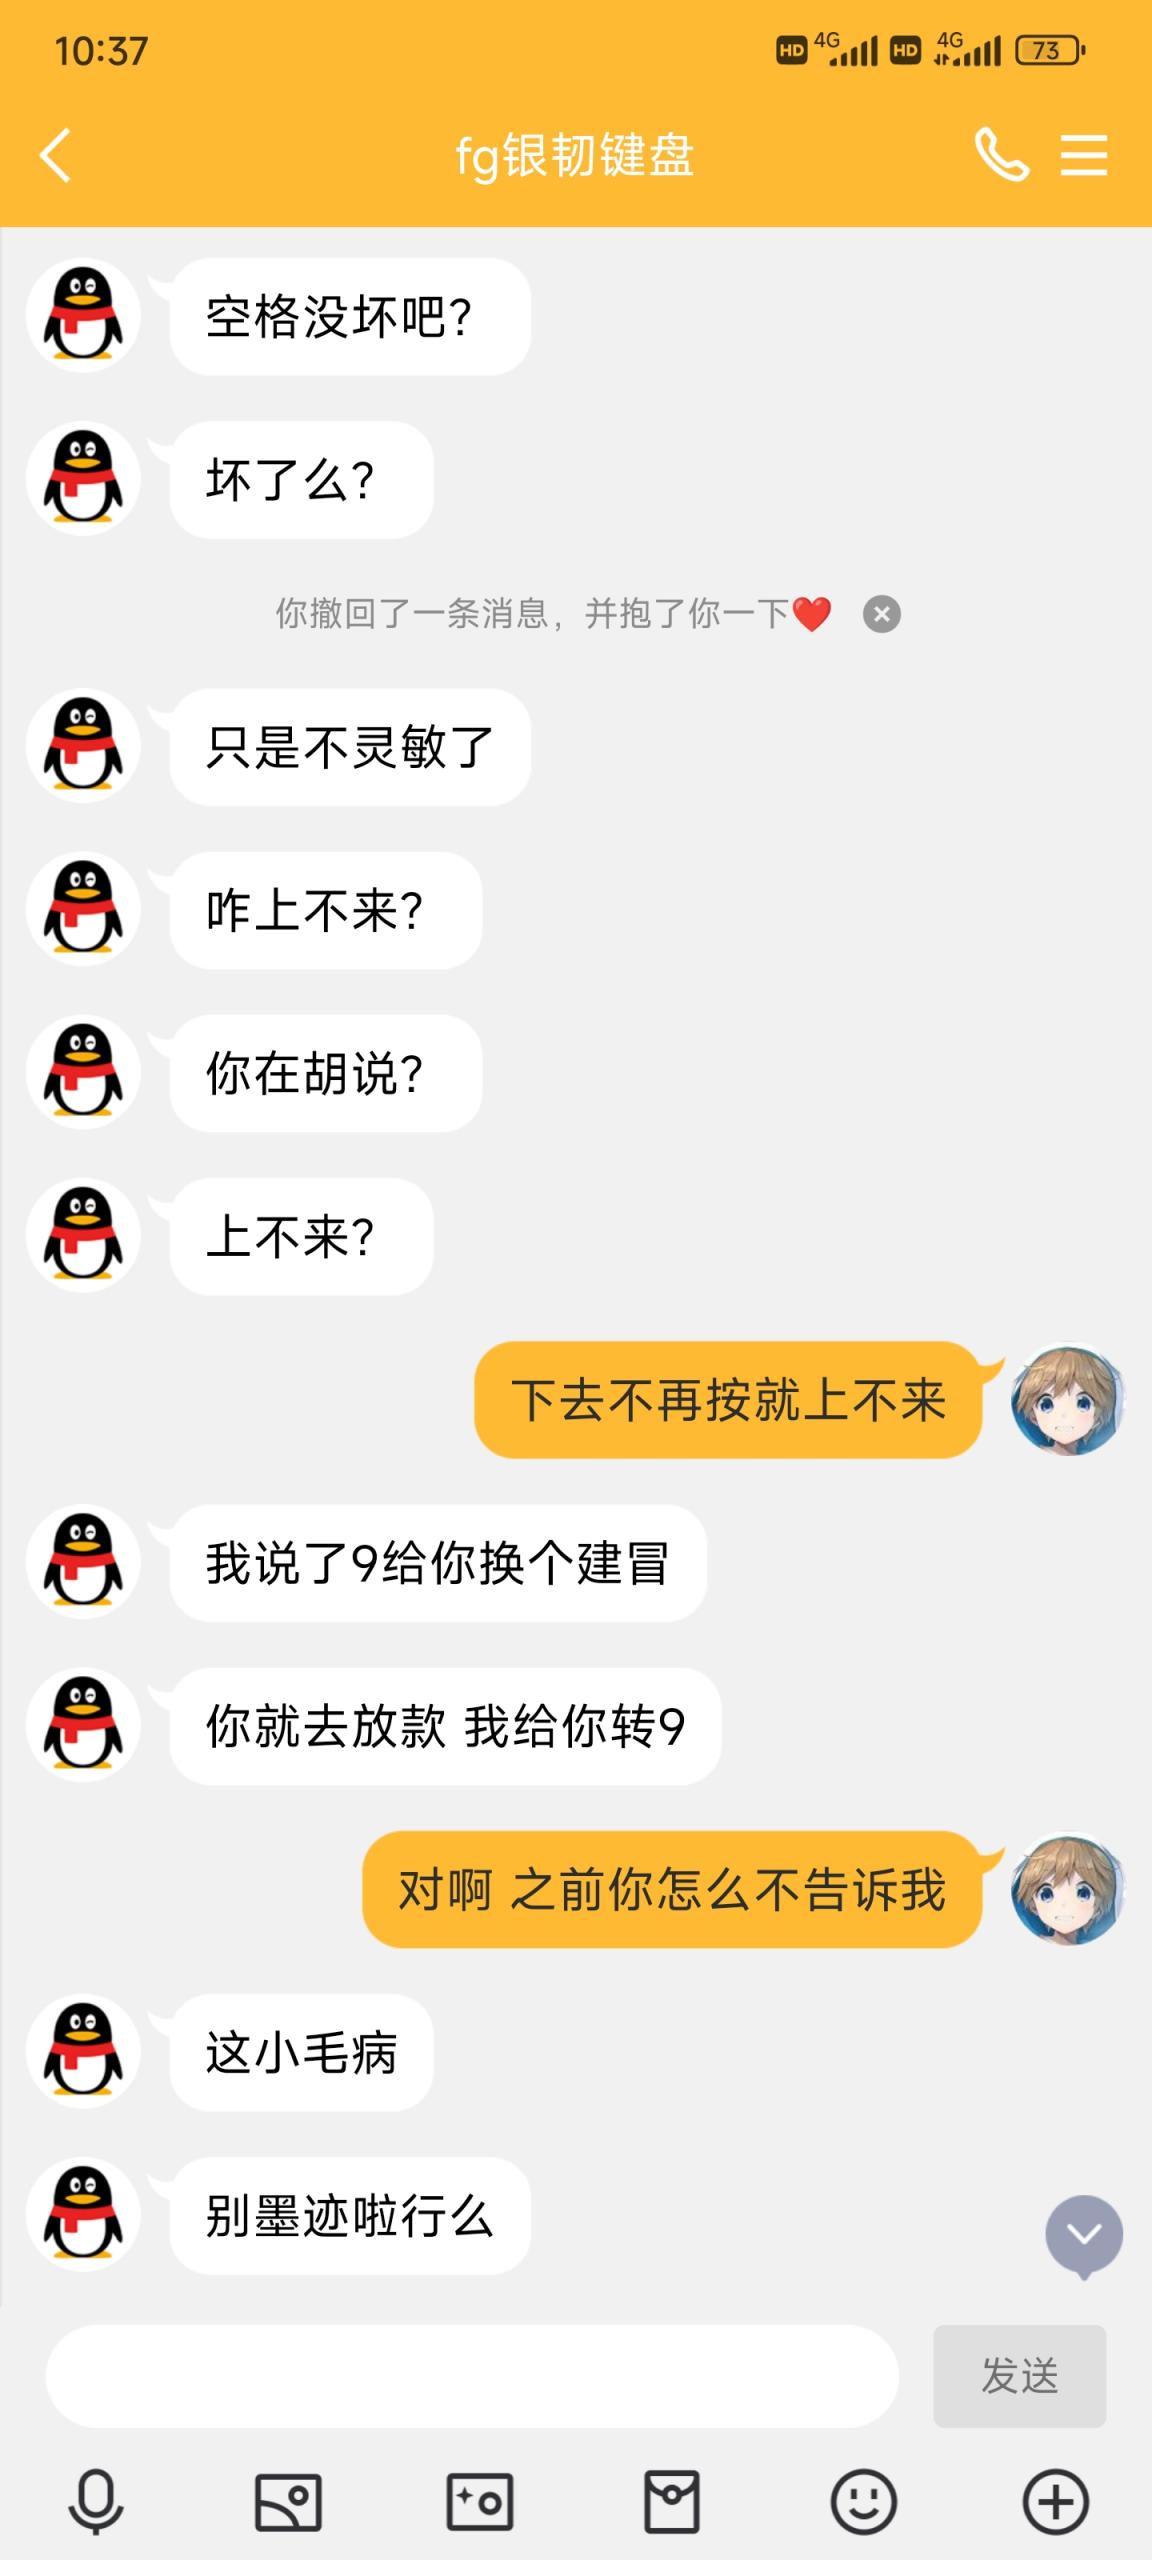 10:37
HD 4G HD 4G 73
fg银韧键盘
空格没坏吧?
坏了么?
你撤回了一条消息，并抱了你一下❤️
只是不灵敏了
咋上不来?
你在胡说?
上不来?
下去不再按就上不来
我说了9给你换个建冒
你就去放款 我给你转9
对啊 之前你怎么不告诉我
这小毛病
别墨迹啦行么
发送